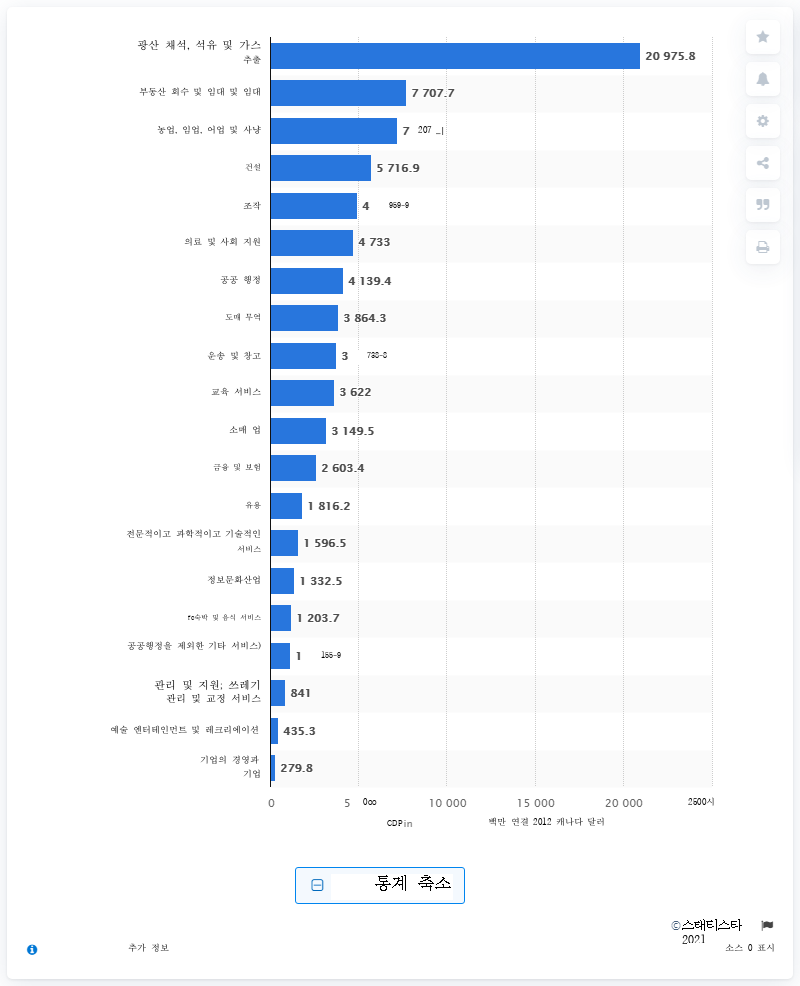 광산 채석, 석유 및 가스
추출
20 975.8
부동산 회수 및 임대 및 임대
7 707.7
농업, 임업, 어업 및 사냥
7 207
건설
5 716.9
조작
4 959-9
의료 및 사회 지원
4 733
공공 행정
4 139.4
도매 무역
3 864.3
운송 및 창고
3 738-8
교육 서비스
3 622
소매 업
3 149.5
금융 및 보험
2 603.4
유용
1 816.2
전문적이고 과학적이고 기술적인
서비스
1 596.5
정보문화산업
1 332.5
fc숙박 및 음식 서비스
1 203.7
공공행정을 제외한 기타 서비스)
1 155-9
관리 및 지원; 쓰레기
관리 및 교정 서비스
841
예술 엔터테인먼트 및 레크리에이션
435.3
기업의 경영과
기업
279.8
0 5 0oo 10 000 15 000 20 000 2500시
CDP in 백만 연결 2012 캐나다 달러
통계 축소
©스태티스타
2021
추가 정보 소스 0 표시